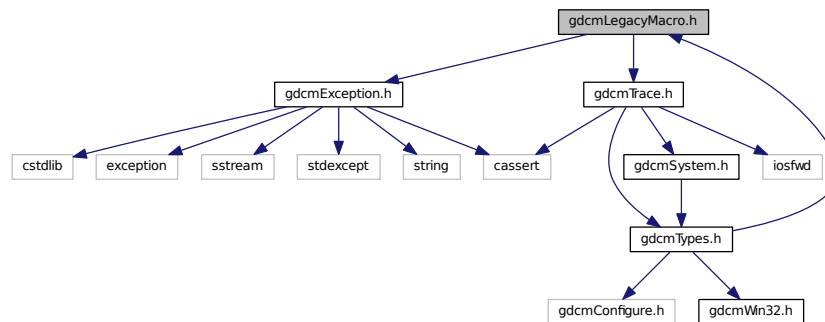 gdcmLegacyMacro.h
gdcmException.h
gdcmTrace.h
cstdlib
exception
sstream
stdexcept
string
cassert
gdcmSystem.h
iosfwd
gdcmTypes.h
gdcmConfigure.h
gdcmWin32.h